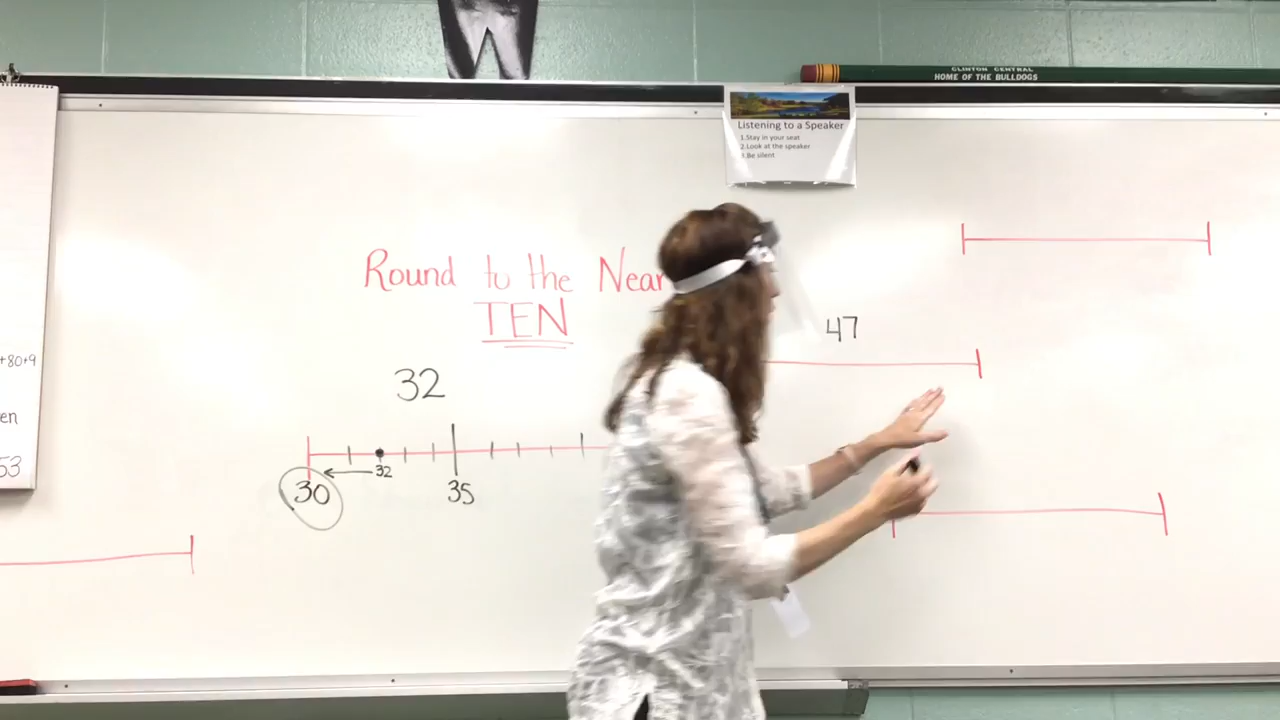 CLINTON CENTRAL
HOME OF THE BULLDOGS
Listening to a Speaker
1.Stay in your seat
2.Look at the speaker
3.Be silent
Round to the Near
TEN
47
32
32
30
35
+80+9
en
53